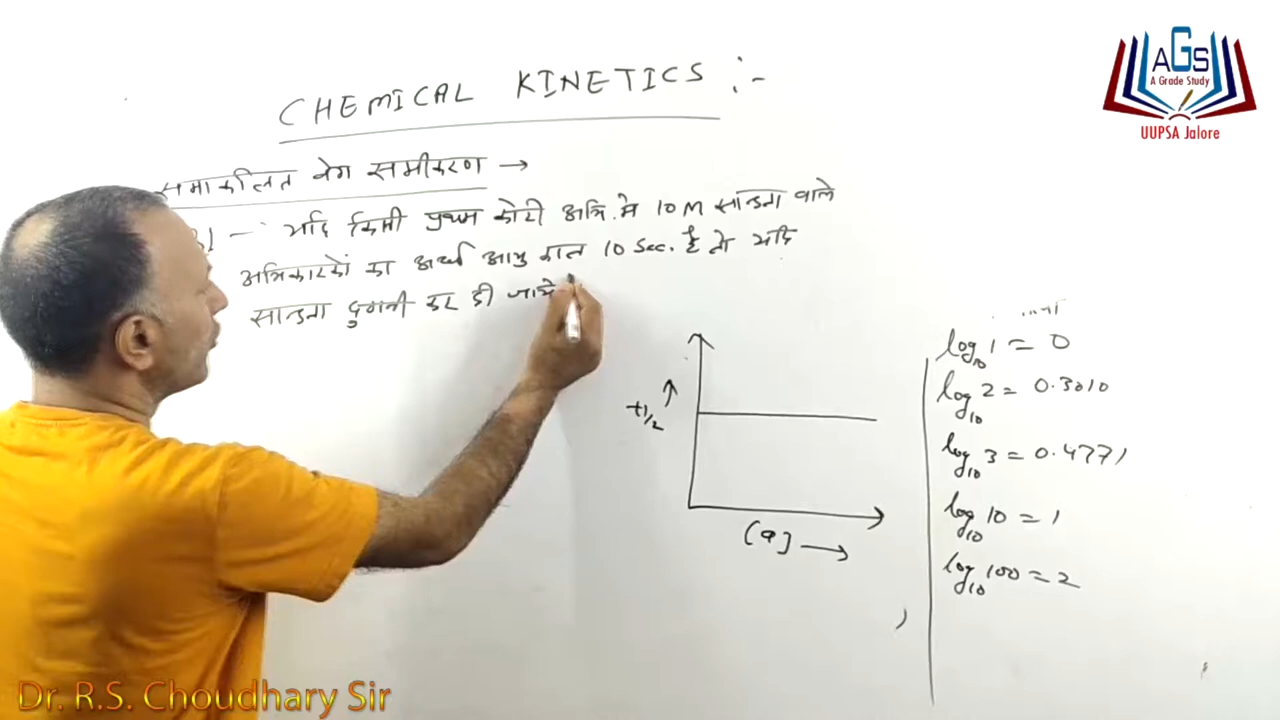 CHEMICAL KINETICS :-
समाकलित वेग समीकरण →
यदि किसी प्रथम कोटी अभि. मे 10 M सान्द्रता वाले
अभिकारकों का अर्ध आयु काल 10 Sec. है तो यदि
सान्द्रता दुगनी कर दी जाये
t1/2 ↑
[a] →
log10 1 = 0
log10 2 = 0.3010
log10 3 = 0.4771
log10 10 = 1
log10 100 = 2
AGS
A Grade Study
UUPSA Jalore
Dr. R.S. Choudhary Sir